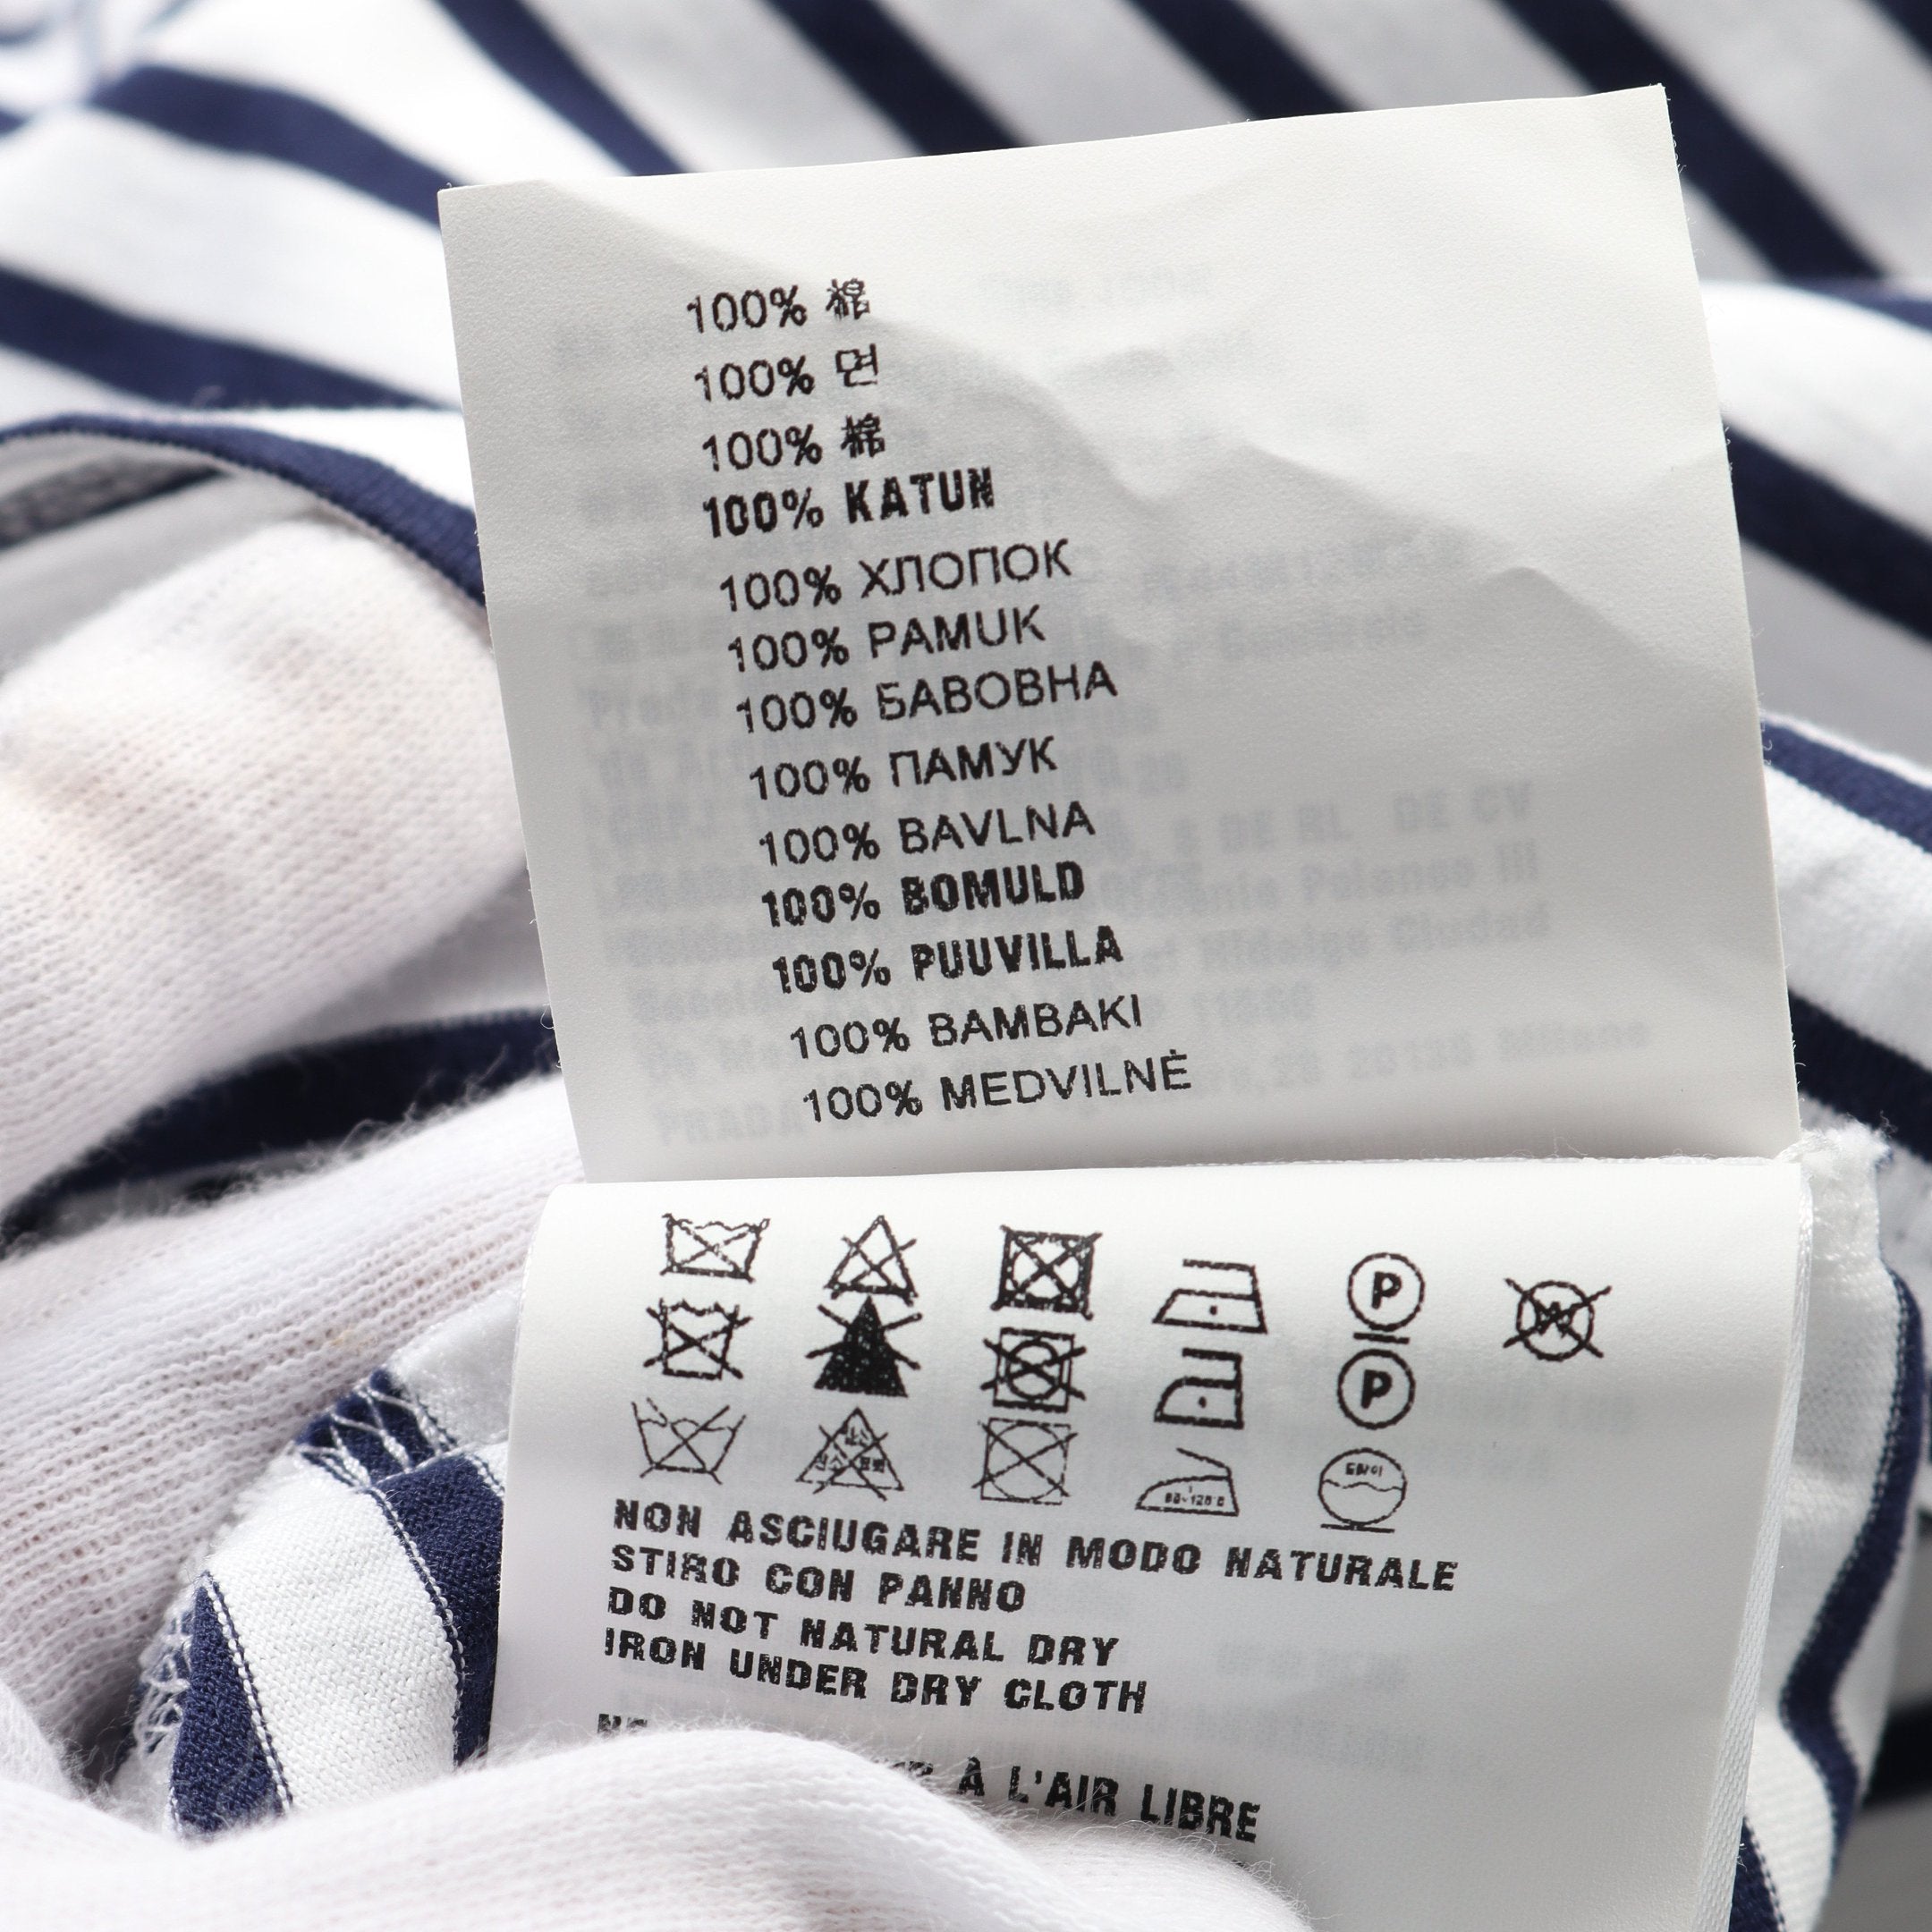 100% 棉
100% 면
100% 棉
100% KATUN
100% ХЛОПОК
100% PAMUK
100% БАВОВНА
100% ПАМУК
100% BAVLNA
100% BOMULD
100% PUUVILLA
100% BAMBAKI
100% MEDVILNĖ
P
W
P
NON ASCIUGARE IN MODO NATURALE
STIRO CON PANNO
DO NOT NATURAL DRY
IRON UNDER DRY CLOTH
À L'AIR LIBRE